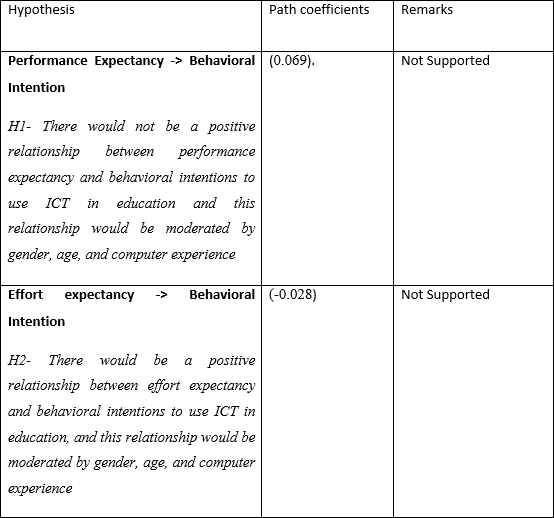 Hypothesis Path coefficients Remarks
Performance Expectancy -> Behavioral (0.069). Not Supported
Intention
H1- There would not be a positive
relationship between performance
expectancy and behavioral intentions to
use ICT in education and this
relationship would be moderated by
gender, age, and computer experience
Effort expectancy -> Behavioral (-0.028) Not Supported
Intention
H2- There would be a positive
relationship between effort expectancy
and behavioral intentions to use ICT in
education, and this relationship would be
moderated by gender, age, and computer
experience